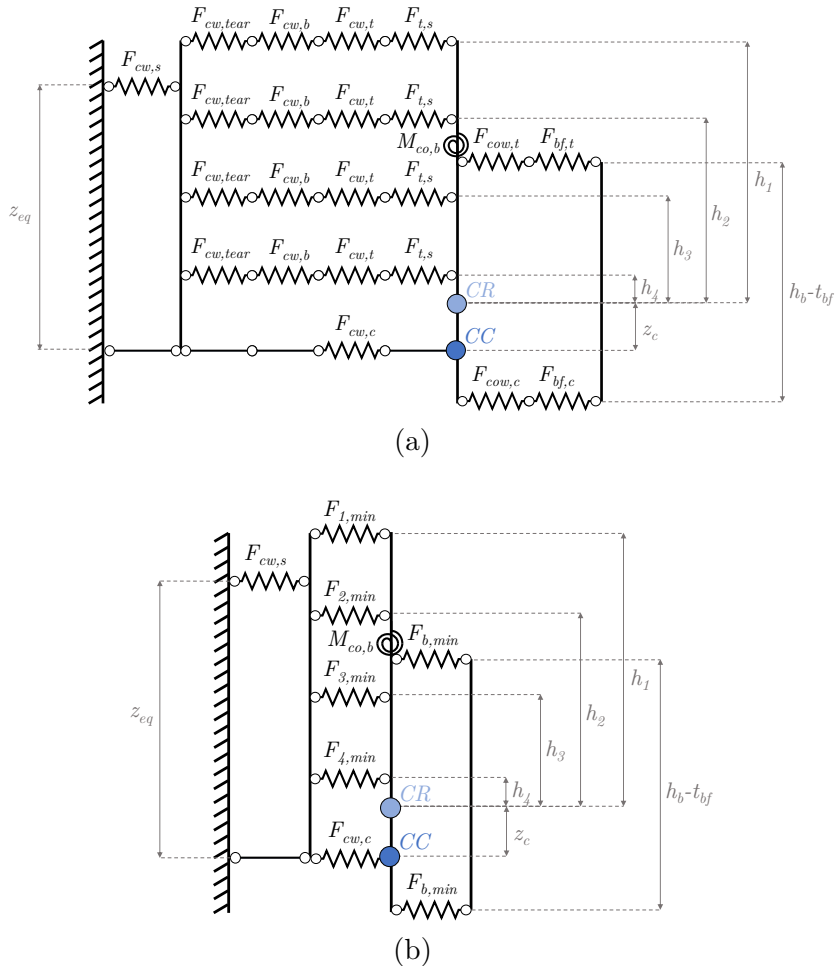 F_{cw,tear} F_{cw,b} F_{cw,t} F_{t,s}
F_{cw,s}
F_{cw,tear} F_{cw,b} F_{cw,t} F_{t,s}
M_{co,b} F_{cow,t} F_{bf,t}
F_{cw,tear} F_{cw,b} F_{cw,t} F_{t,s}
h_1
z_{eq}
h_2
h_3
F_{cw,tear} F_{cw,b} F_{cw,t} F_{t,s}
CR h_4 h_b-t_{bf}
F_{cw,c} CC z_c
F_{cow,c} F_{bf,c}
(a)
F_{1,min}
F_{cw,s}
F_{2,min}
M_{co,b} F_{b,min}
F_{3,min} h_1
z_{eq} h_2
h_3
F_{4,min}
CR h_4 h_b-t_{bf}
F_{cw,c} CC z_c
F_{b,min}
(b)